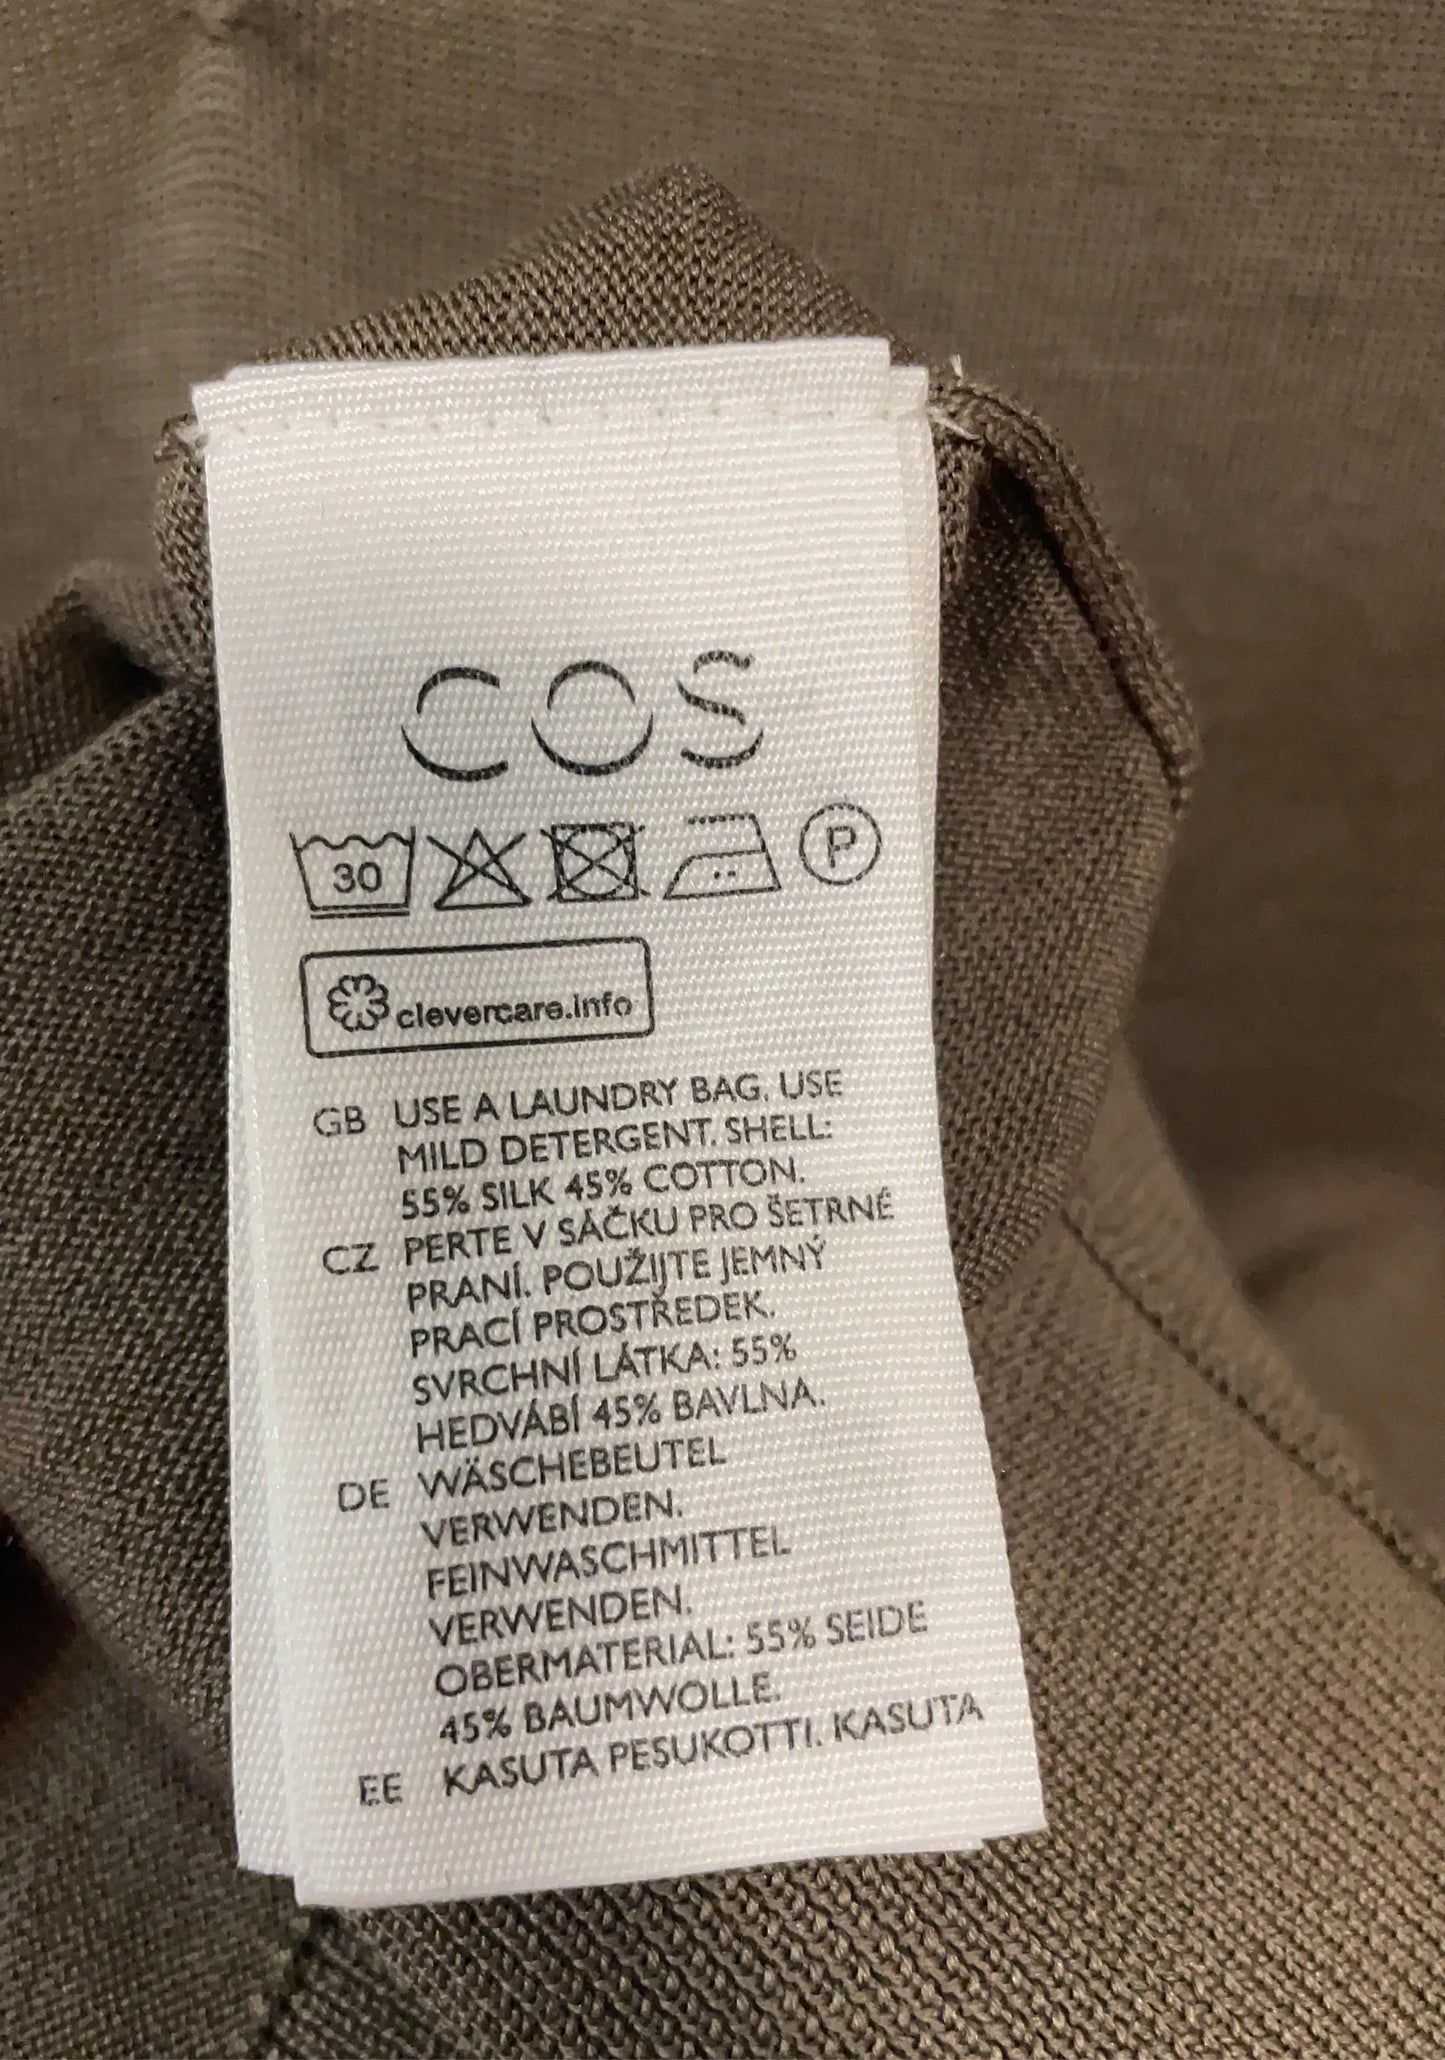 COS
30
P
clevercare.info
GB USE A LAUNDRY BAG. USE
MILD DETERGENT. SHELL:
55% SILK 45% COTTON.
CZ PERTE V SÁČKU PRO ŠETRNÉ
PRANÍ. POUŽIJTE JEMNÝ
PRACÍ PROSTŘEDEK.
SVRCHNÍ LÁTKA: 55%
HEDVÁBÍ 45% BAVLNA.
DE WÄSCHEBEUTEL
VERWENDEN.
FEINWASCHMITTEL
VERWENDEN.
OBERMATERIAL: 55% SEIDE
45% BAUMWOLLE.
EE KASUTA PESUKOTTI. KASUTA